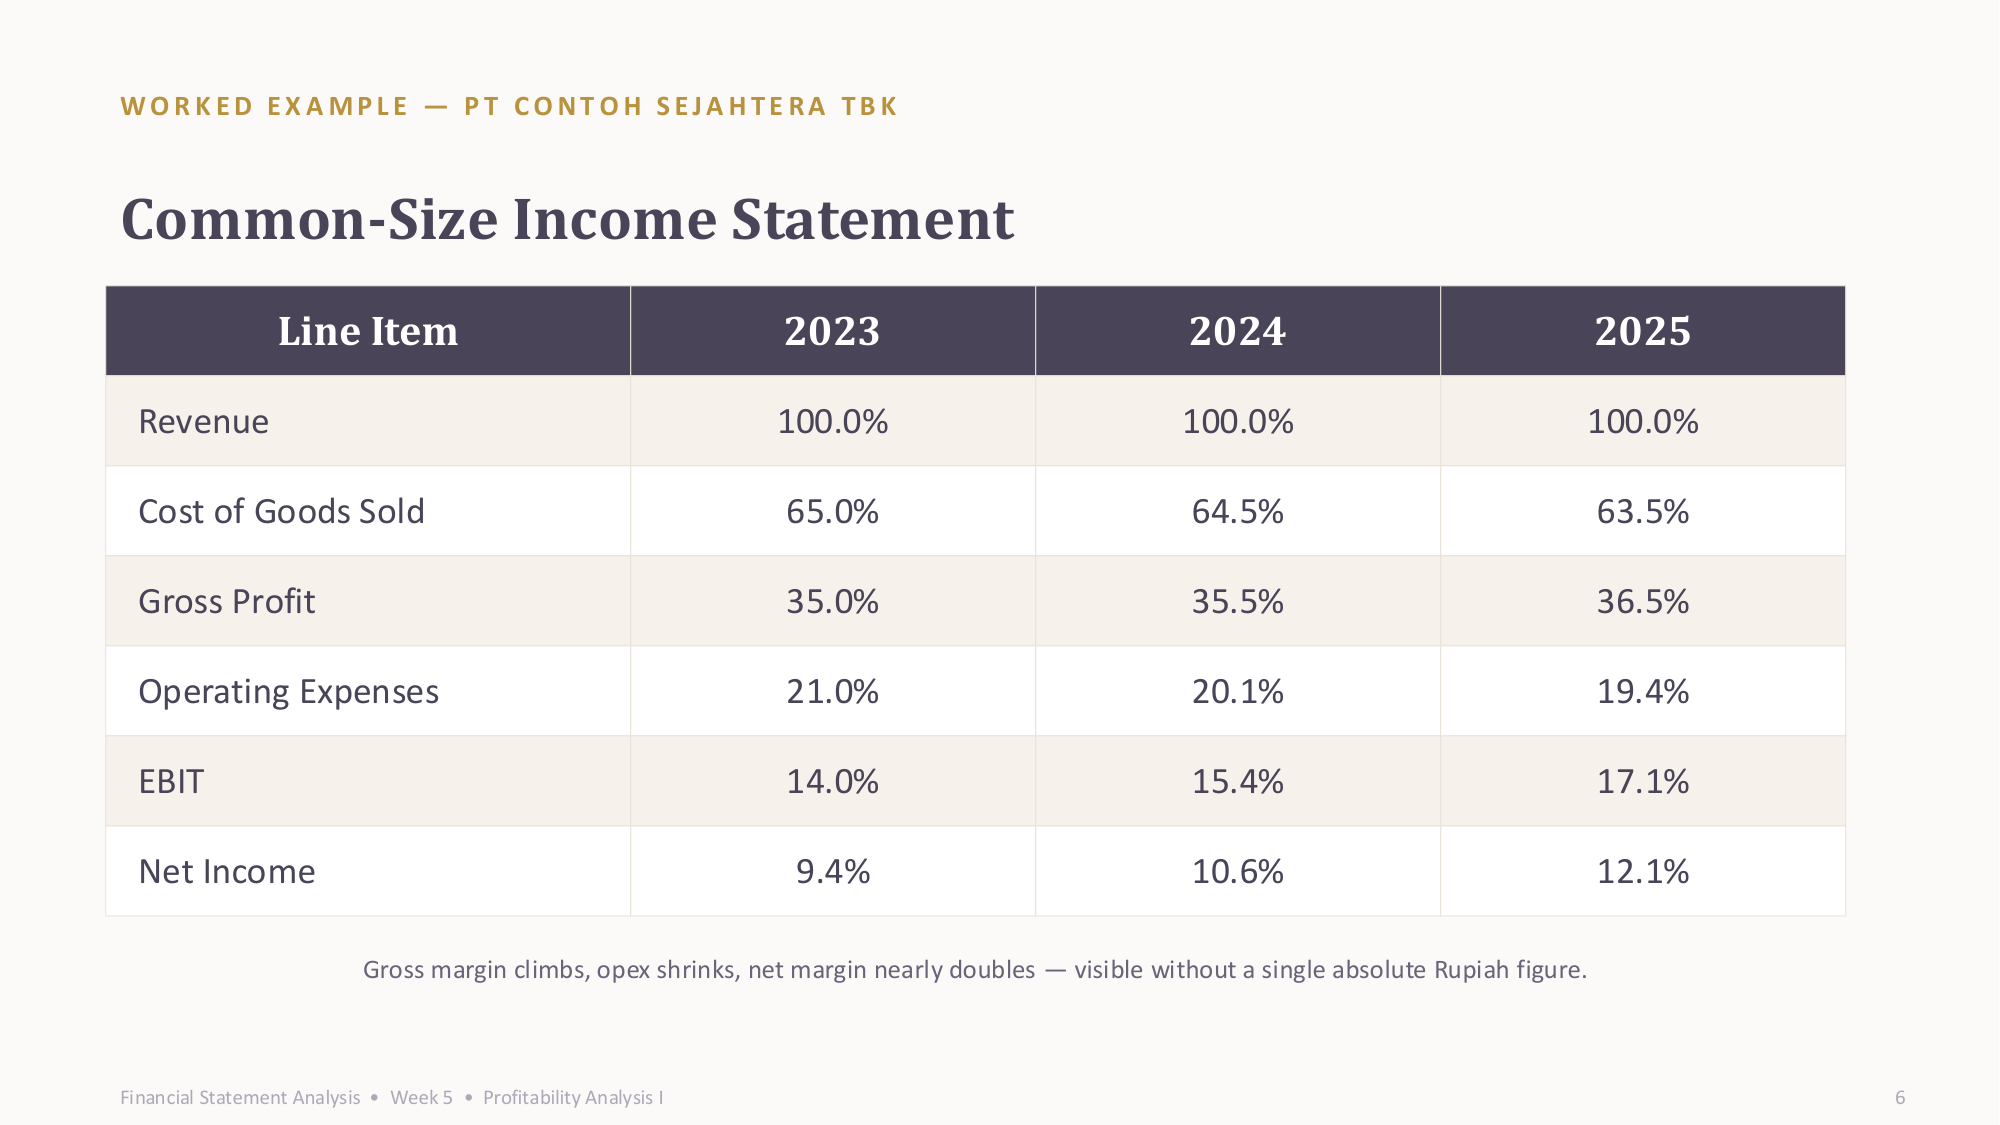 WORKED EXAMPLE — PT CONTOH SEJAHTERA TBK
Common-Size Income Statement
Line Item 2023 2024 2025
Revenue 100.0% 100.0% 100.0%
Cost of Goods Sold 65.0% 64.5% 63.5%
Gross Profit 35.0% 35.5% 36.5%
Operating Expenses 21.0% 20.1% 19.4%
EBIT 14.0% 15.4% 17.1%
Net Income 9.4% 10.6% 12.1%
Gross margin climbs, opex shrinks, net margin nearly doubles — visible without a single absolute Rupiah figure.
Financial Statement Analysis • Week 5 • Profitability Analysis I 6